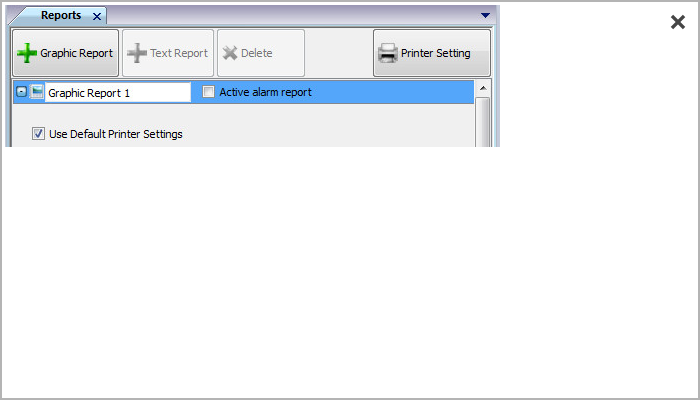 Reports
Graphic Report Text Report Delete Printer Setting
Graphic Report 1 Active alarm report
Use Default Printer Settings